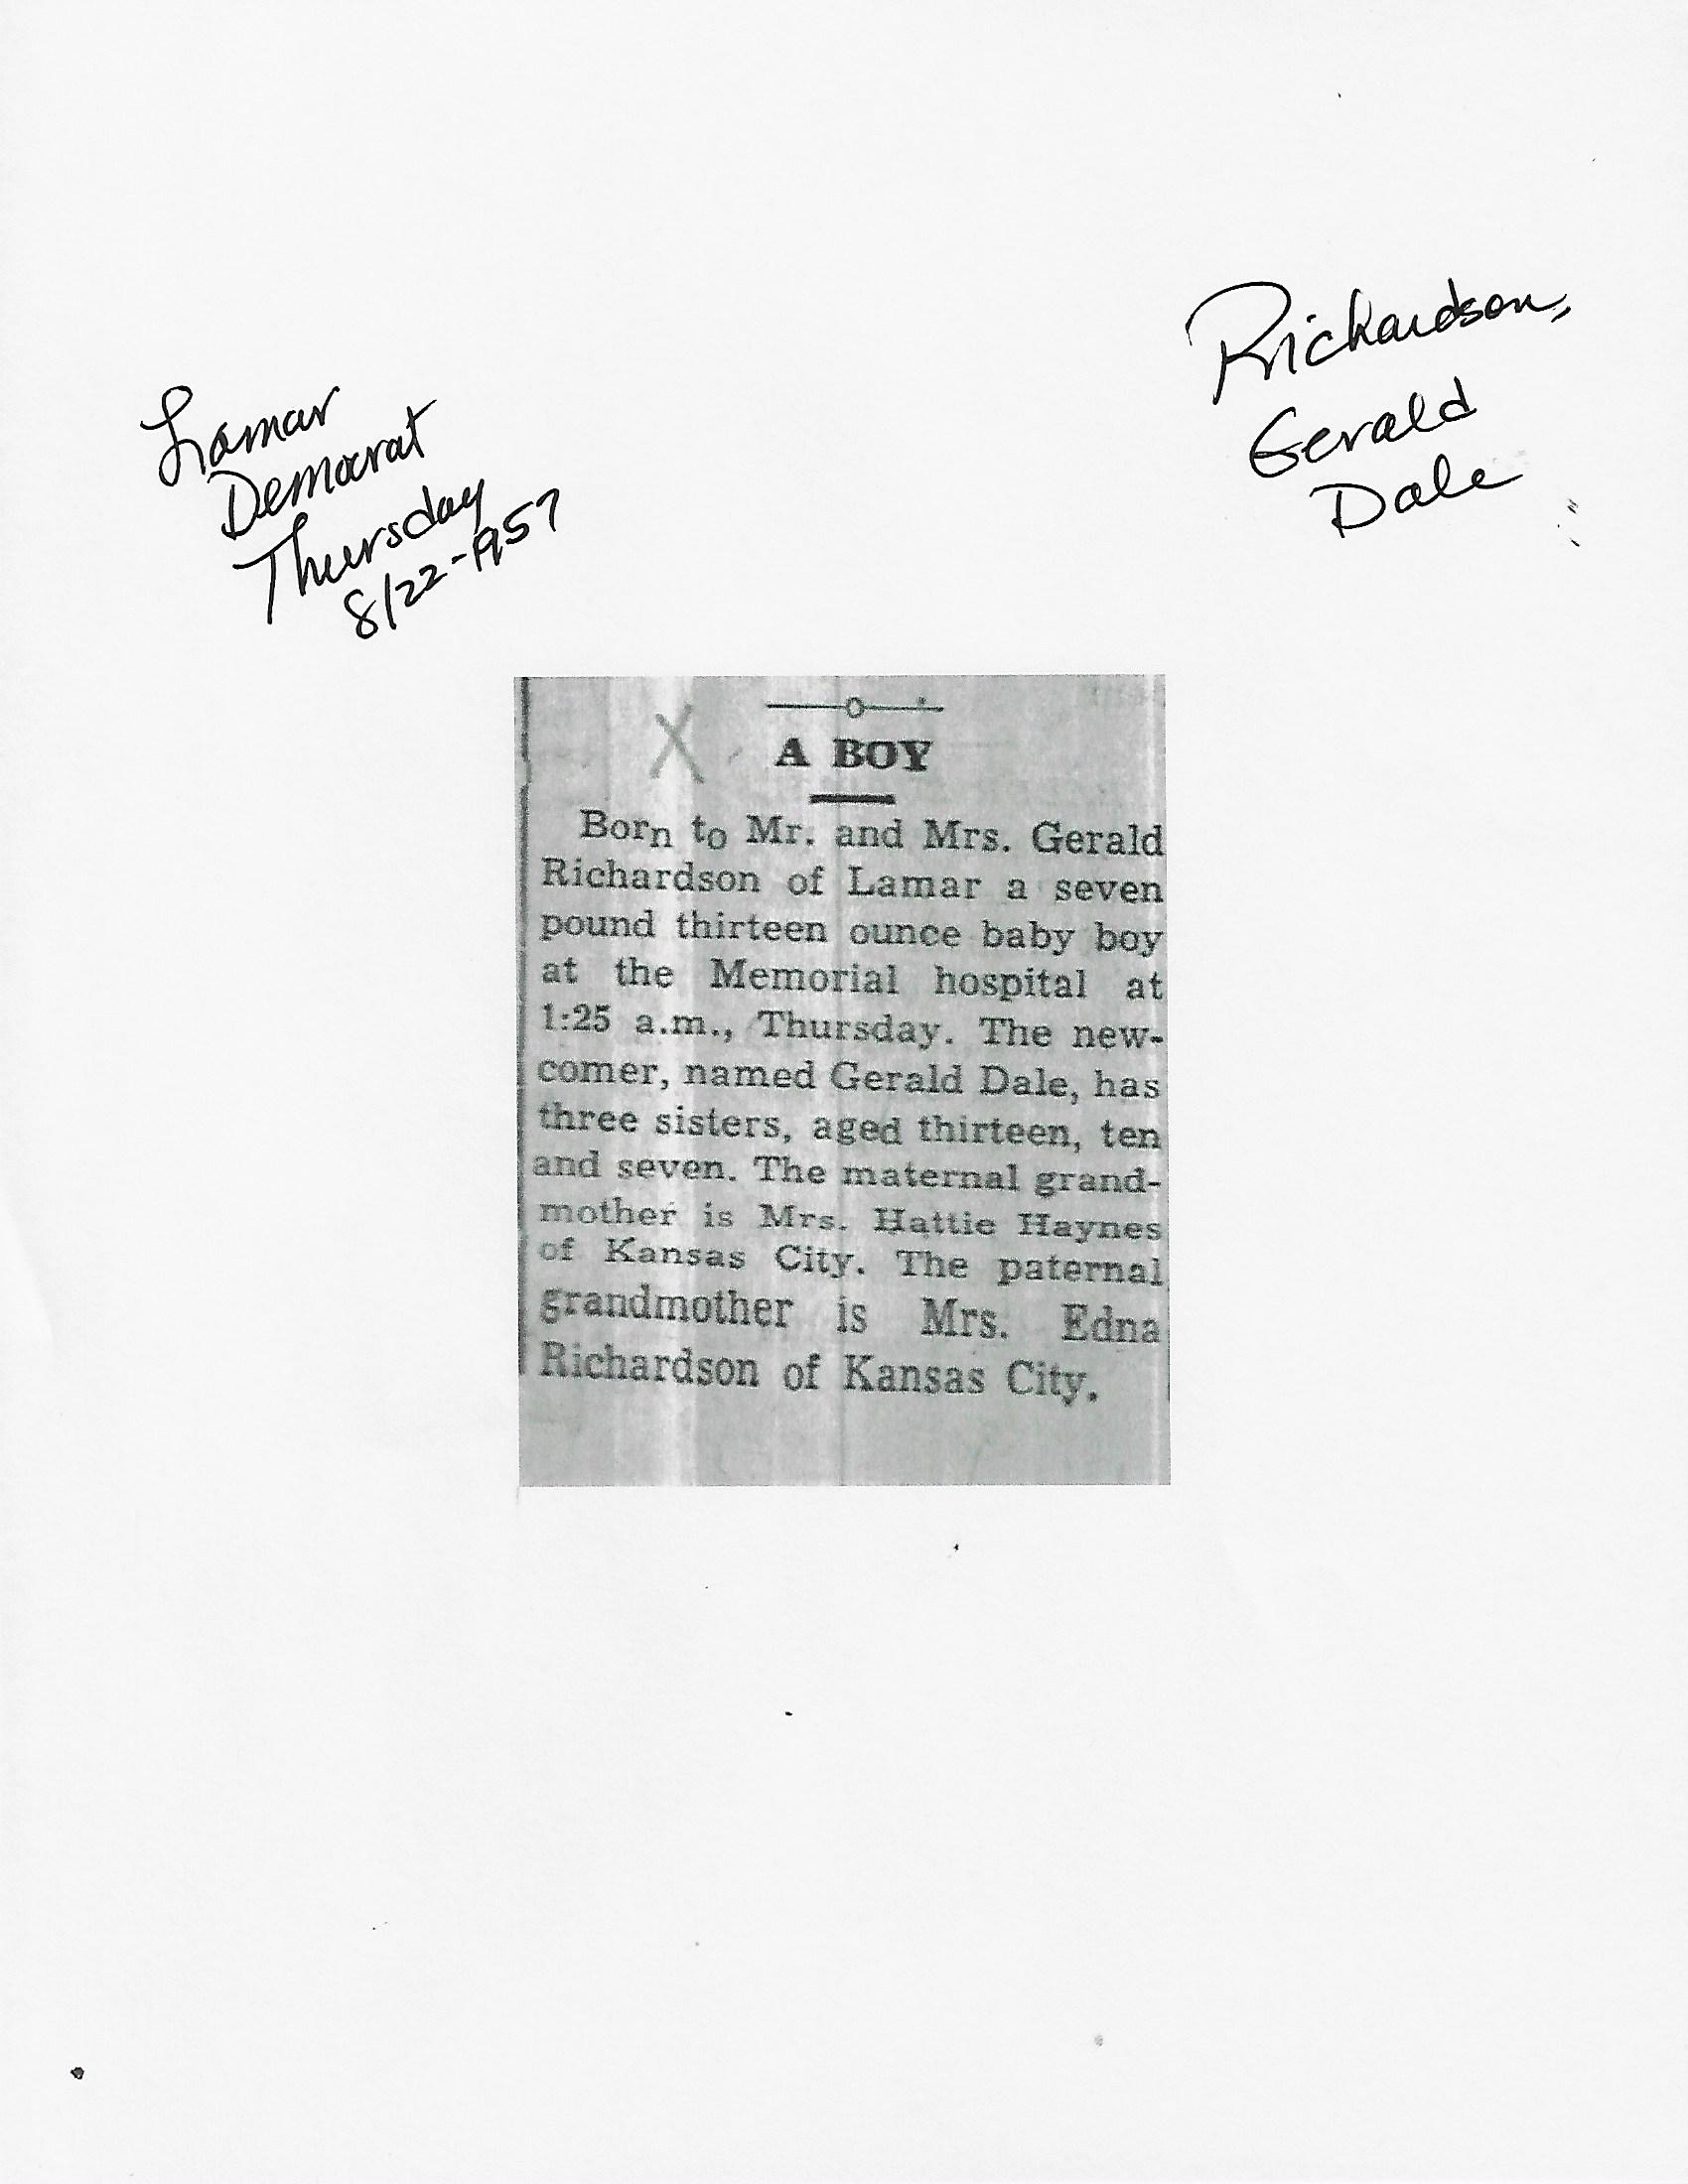 Richardson,
Gerald
Dale
Lamar
Democrat
Thursday
8/22-1957
X
A BOY
Born to Mr. and Mrs. Gerald
Richardson of Lamar a seven
pound thirteen ounce baby boy
at the Memorial hospital at
1:25 a.m., Thursday. The new-
comer, named Gerald Dale, has
three sisters, aged thirteen, ten
and seven. The maternal grand-
mother is Mrs. Hattie Haynes
of Kansas City. The paternal
grandmother is Mrs. Edna
Richardson of Kansas City.